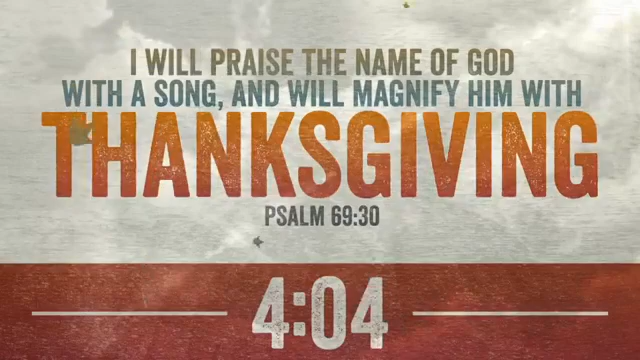 I WILL PRAISE THE NAME OF GOD
WITH A SONG, AND WILL MAGNIFY HIM WITH
THANKSGIVING
PSALM 69:30
4:04